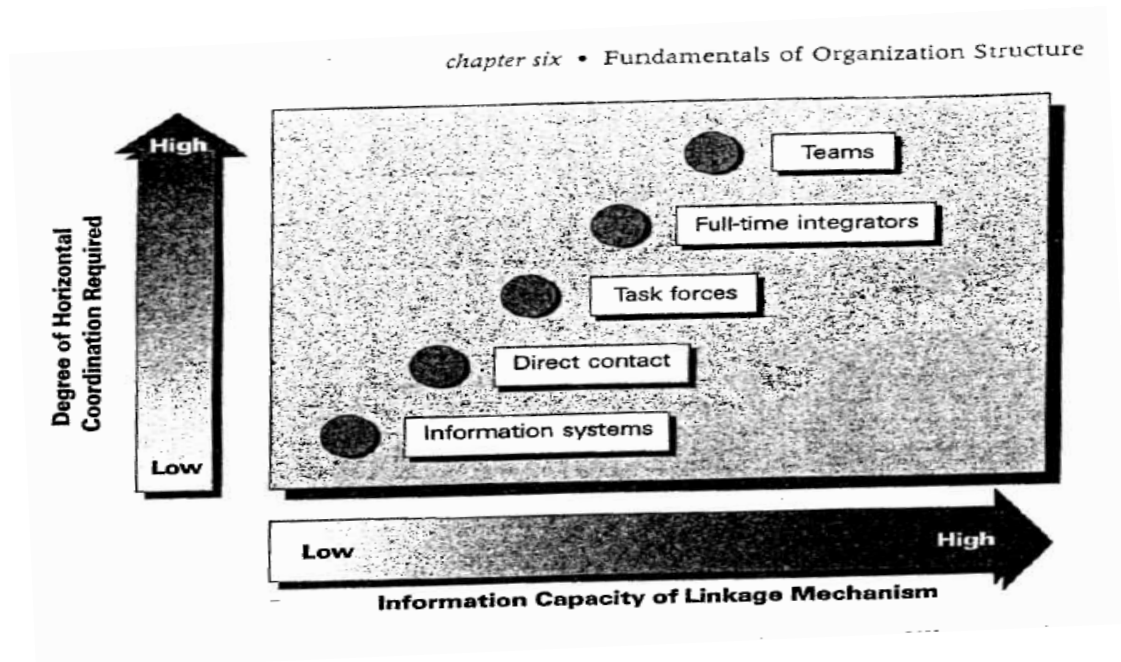 chapter six • Fundamentals of Organization Structure
High
Teams
Full-time integrators
Task forces
Direct contact
Information systems
Degree of Horizontal
Coordination Required
Low
Low
High
Information Capacity of Linkage Mechanism